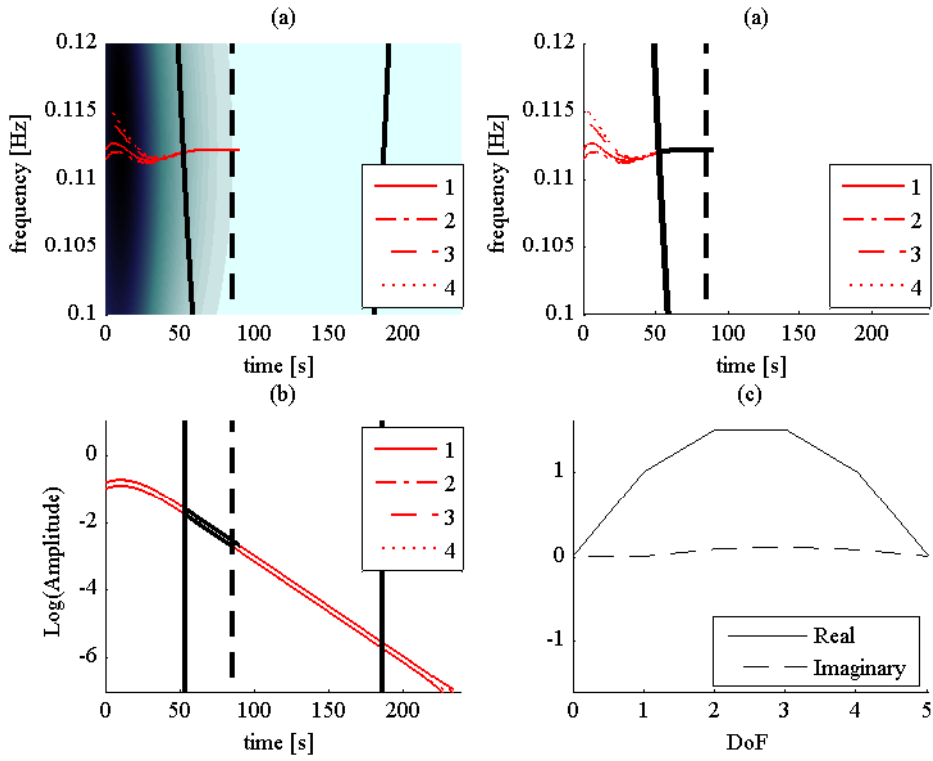 (a)
frequency [Hz]
0.12
0.115
0.11
0.105
0.1
1
2
3
4
0 50 100 150 200
time [s]
(a)
frequency [Hz]
0.12
0.115
0.11
0.105
0.1
1
2
3
4
0 50 100 150 200
time [s]
(b)
Log(Amplitude)
0
-2
-4
-6
1
2
3
4
0 50 100 150 200
time [s]
(c)
1
0
-1
Real
Imaginary
0 1 2 3 4 5
DoF